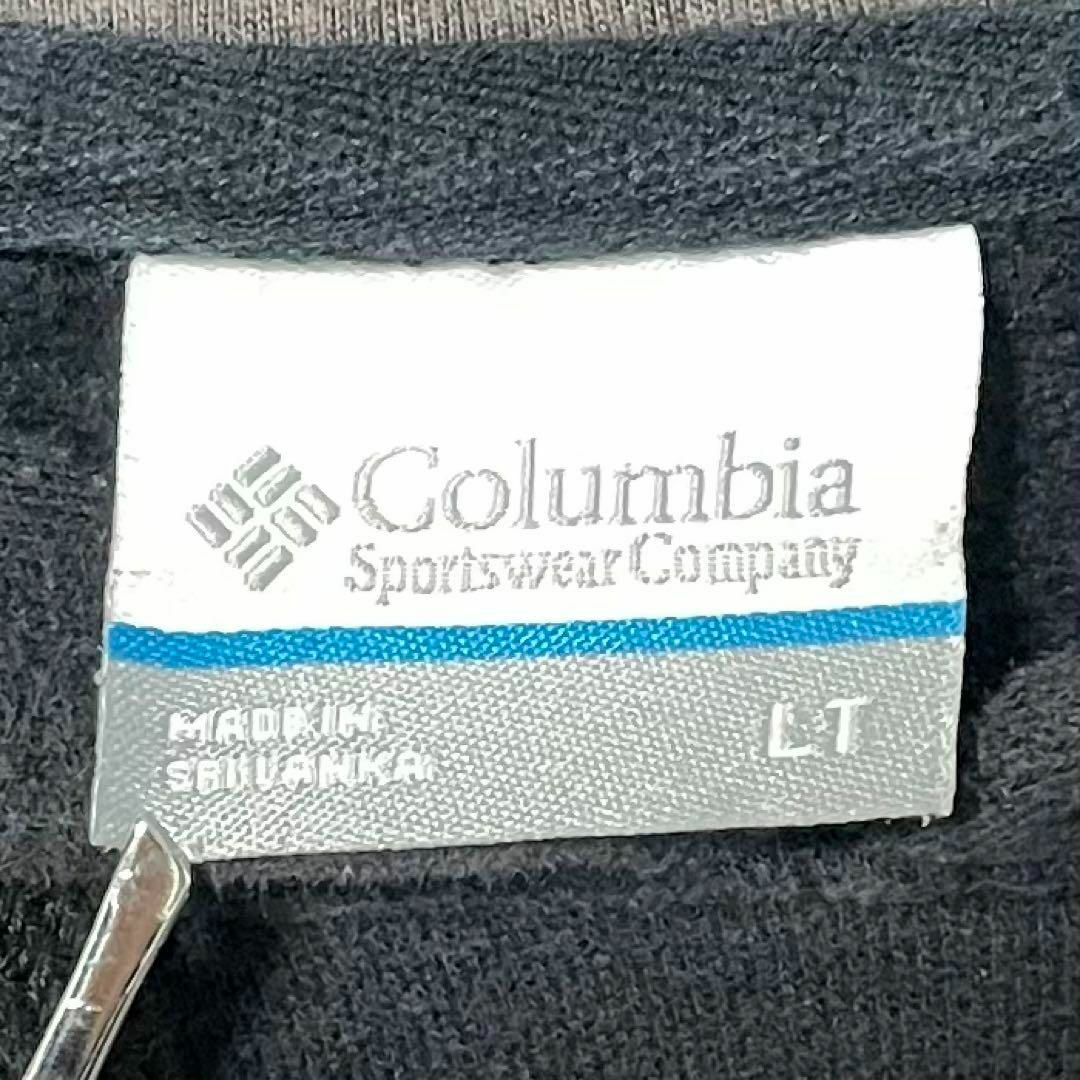 Columbia
Sportswear Company
MADE IN
SRI LANKA
LT